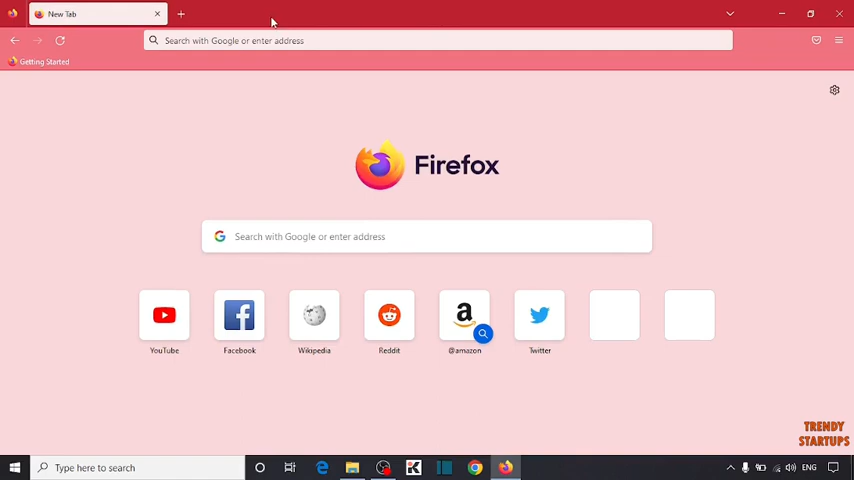 New Tab
Search with Google or enter address
Getting Started
Firefox
Search with Google or enter address
YouTube
Facebook
Wikipedia
Reddit
@amazon
Twitter
TRENDY
STARTUPS
Type here to search
ENG